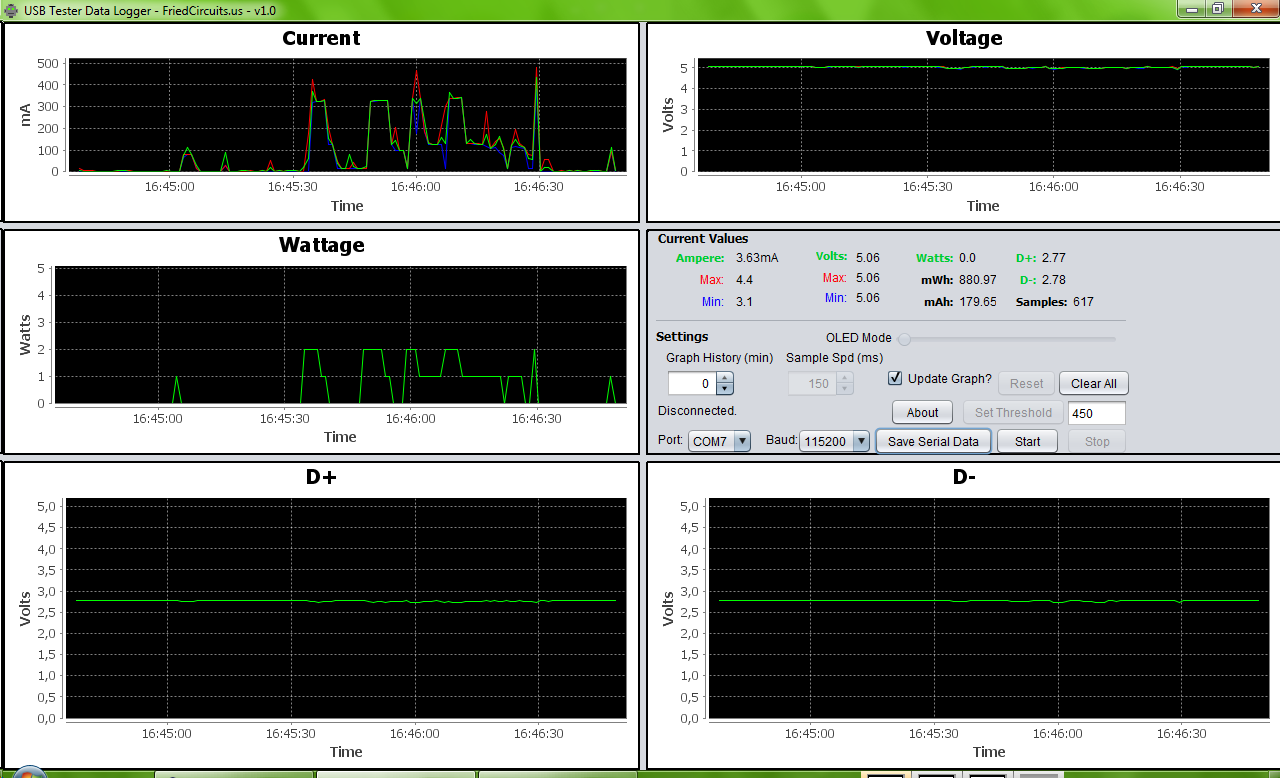 USB Tester Data Logger - FriedCircuits.us - v1.0
Current
500
400
300
200
100
0
mA
16:45:00 16:45:30 16:46:00 16:46:30
Time
Voltage
5
4
3
2
1
0
Volts
16:45:00 16:45:30 16:46:00 16:46:30
Time
Wattage
5
4
3
2
1
0
Watts
16:45:00 16:45:30 16:46:00 16:46:30
Time
Current Values
Ampere: 3.63mA Volts: 5.06 Watts: 0.0 D+: 2.77
Max: 4.4 Max: 5.06 mWh: 880.97 D-: 2.78
Min: 3.1 Min: 5.06 mAh: 179.65 Samples: 617
Settings OLED Mode
Graph History (min) Sample Spd (ms)
0 150 Update Graph? Reset Clear All
Disconnected. About Set Threshold 450
Port: COM7 Baud: 115200 Save Serial Data Start Stop
D+
5,0
4,5
4,0
3,5
3,0
2,5
2,0
1,5
1,0
0,5
0,0
Volts
16:45:00 16:45:30 16:46:00 16:46:30
Time
D-
5,0
4,5
4,0
3,5
3,0
2,5
2,0
1,5
1,0
0,5
0,0
Volts
16:45:00 16:45:30 16:46:00 16:46:30
Time